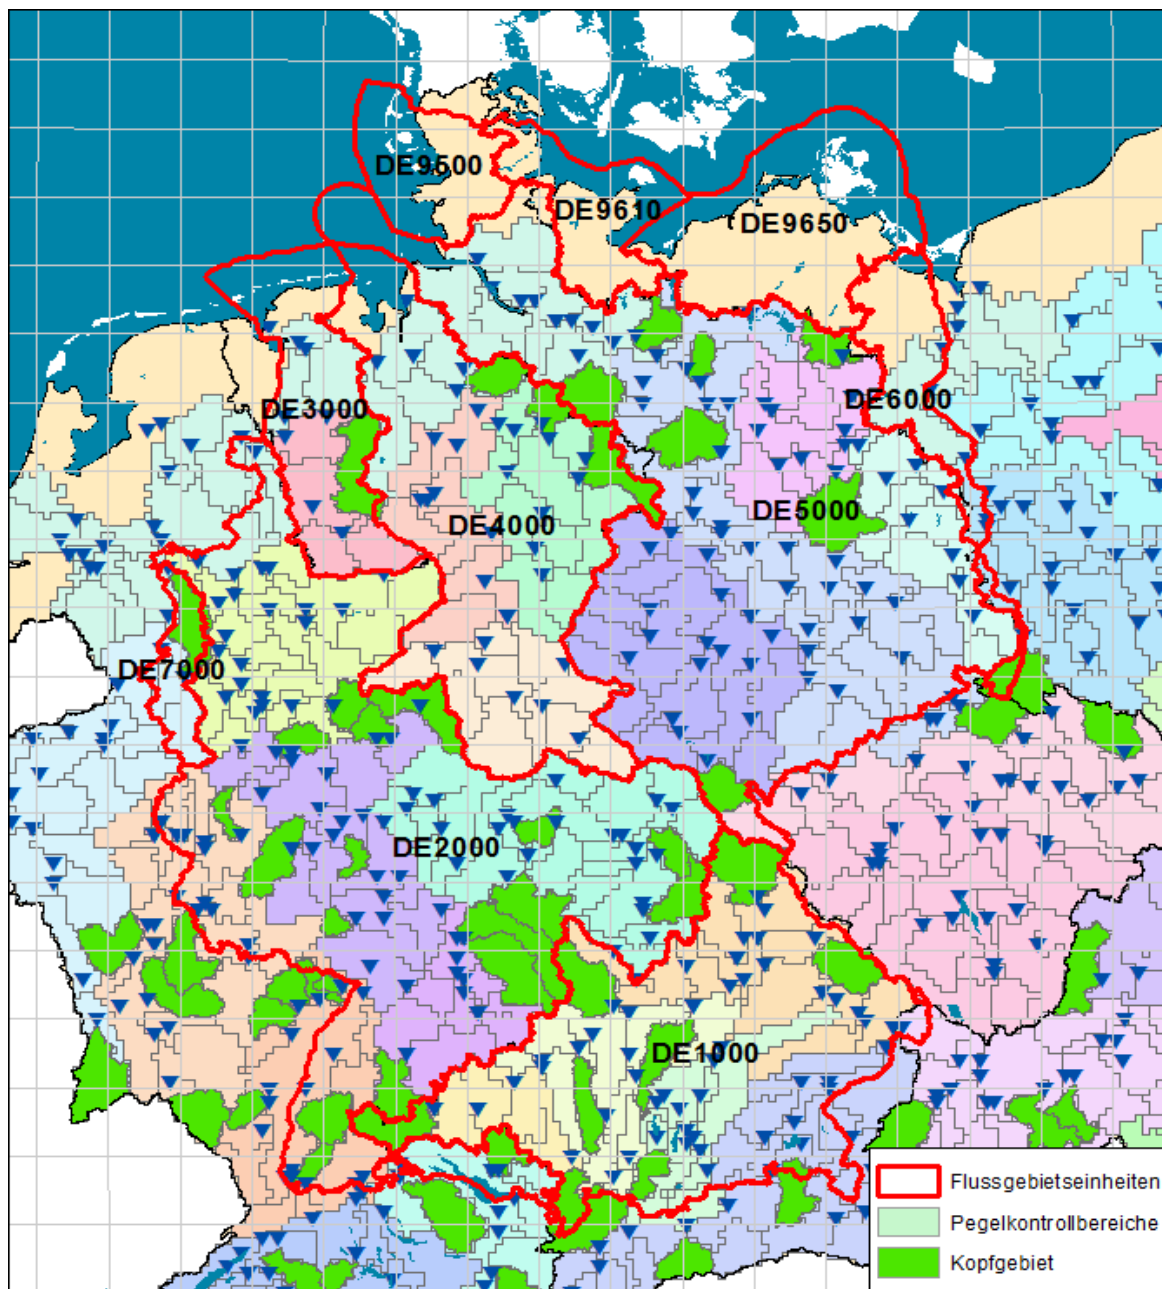 DE9500
DE9610
DE9650
DE3000
DE6000
DE4000
DE5000
DE7000
DE2000
DE1000
Flussgebietseinheiten
Pegelkontrollbereiche
Kopfgebiet